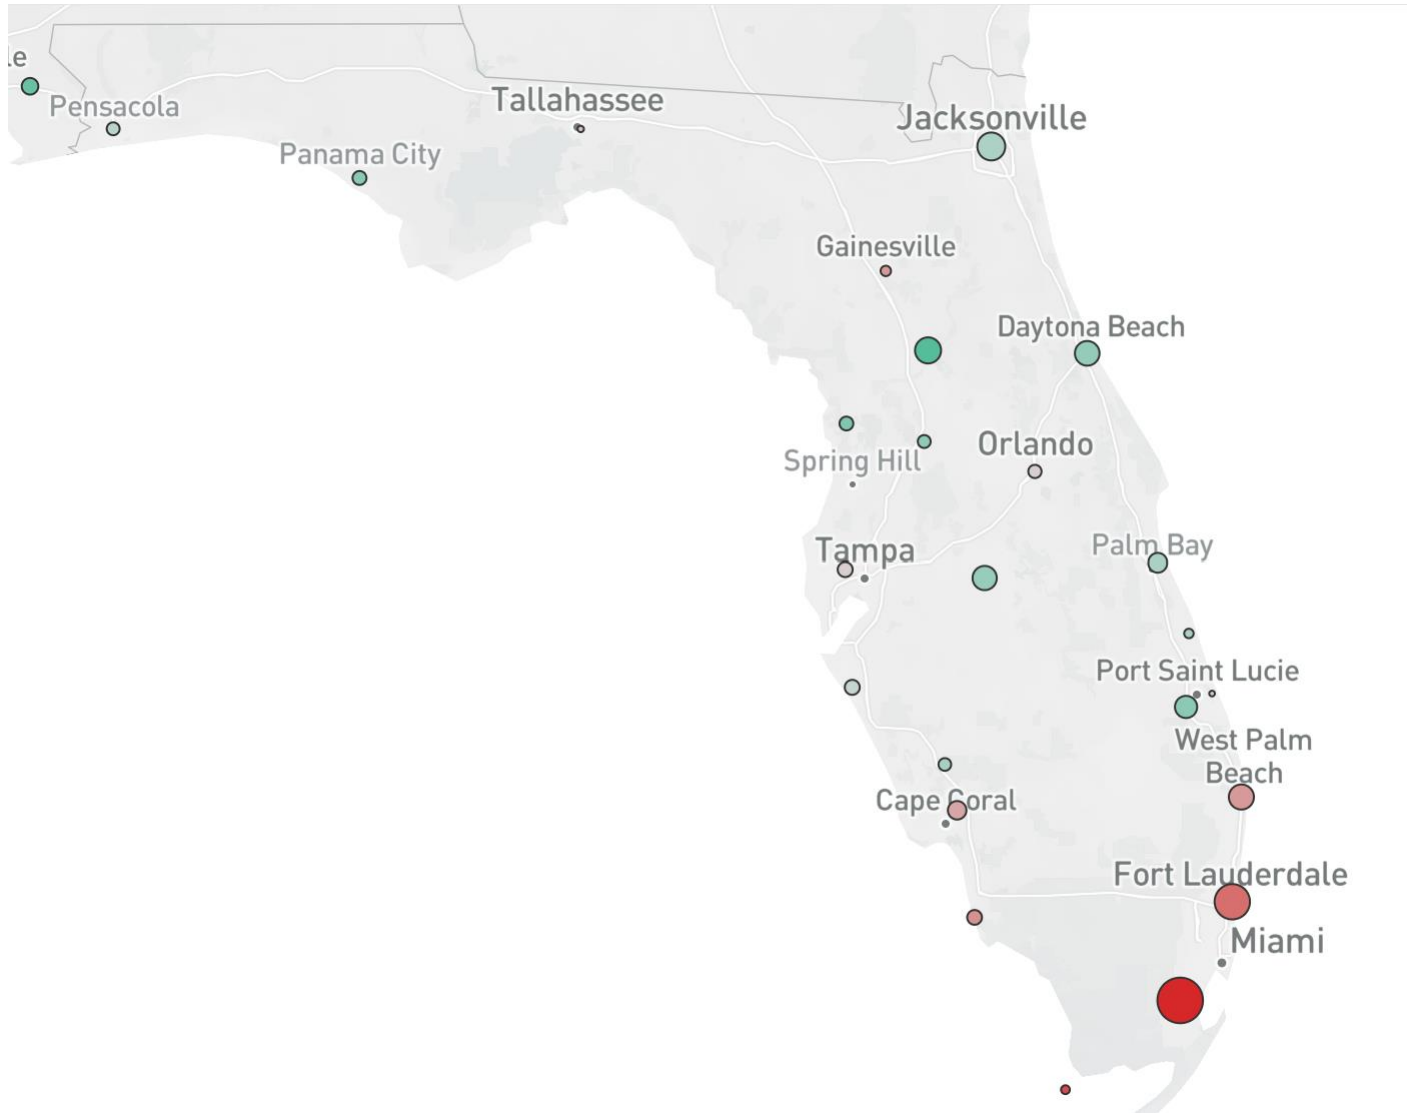 le
Pensacola
Tallahassee
Jacksonville
Panama City
Gainesville
Daytona Beach
Orlando
Spring Hill
Tampa
Palm Bay
Port Saint Lucie
West Palm
Beach
Cape Coral
Fort Lauderdale
Miami